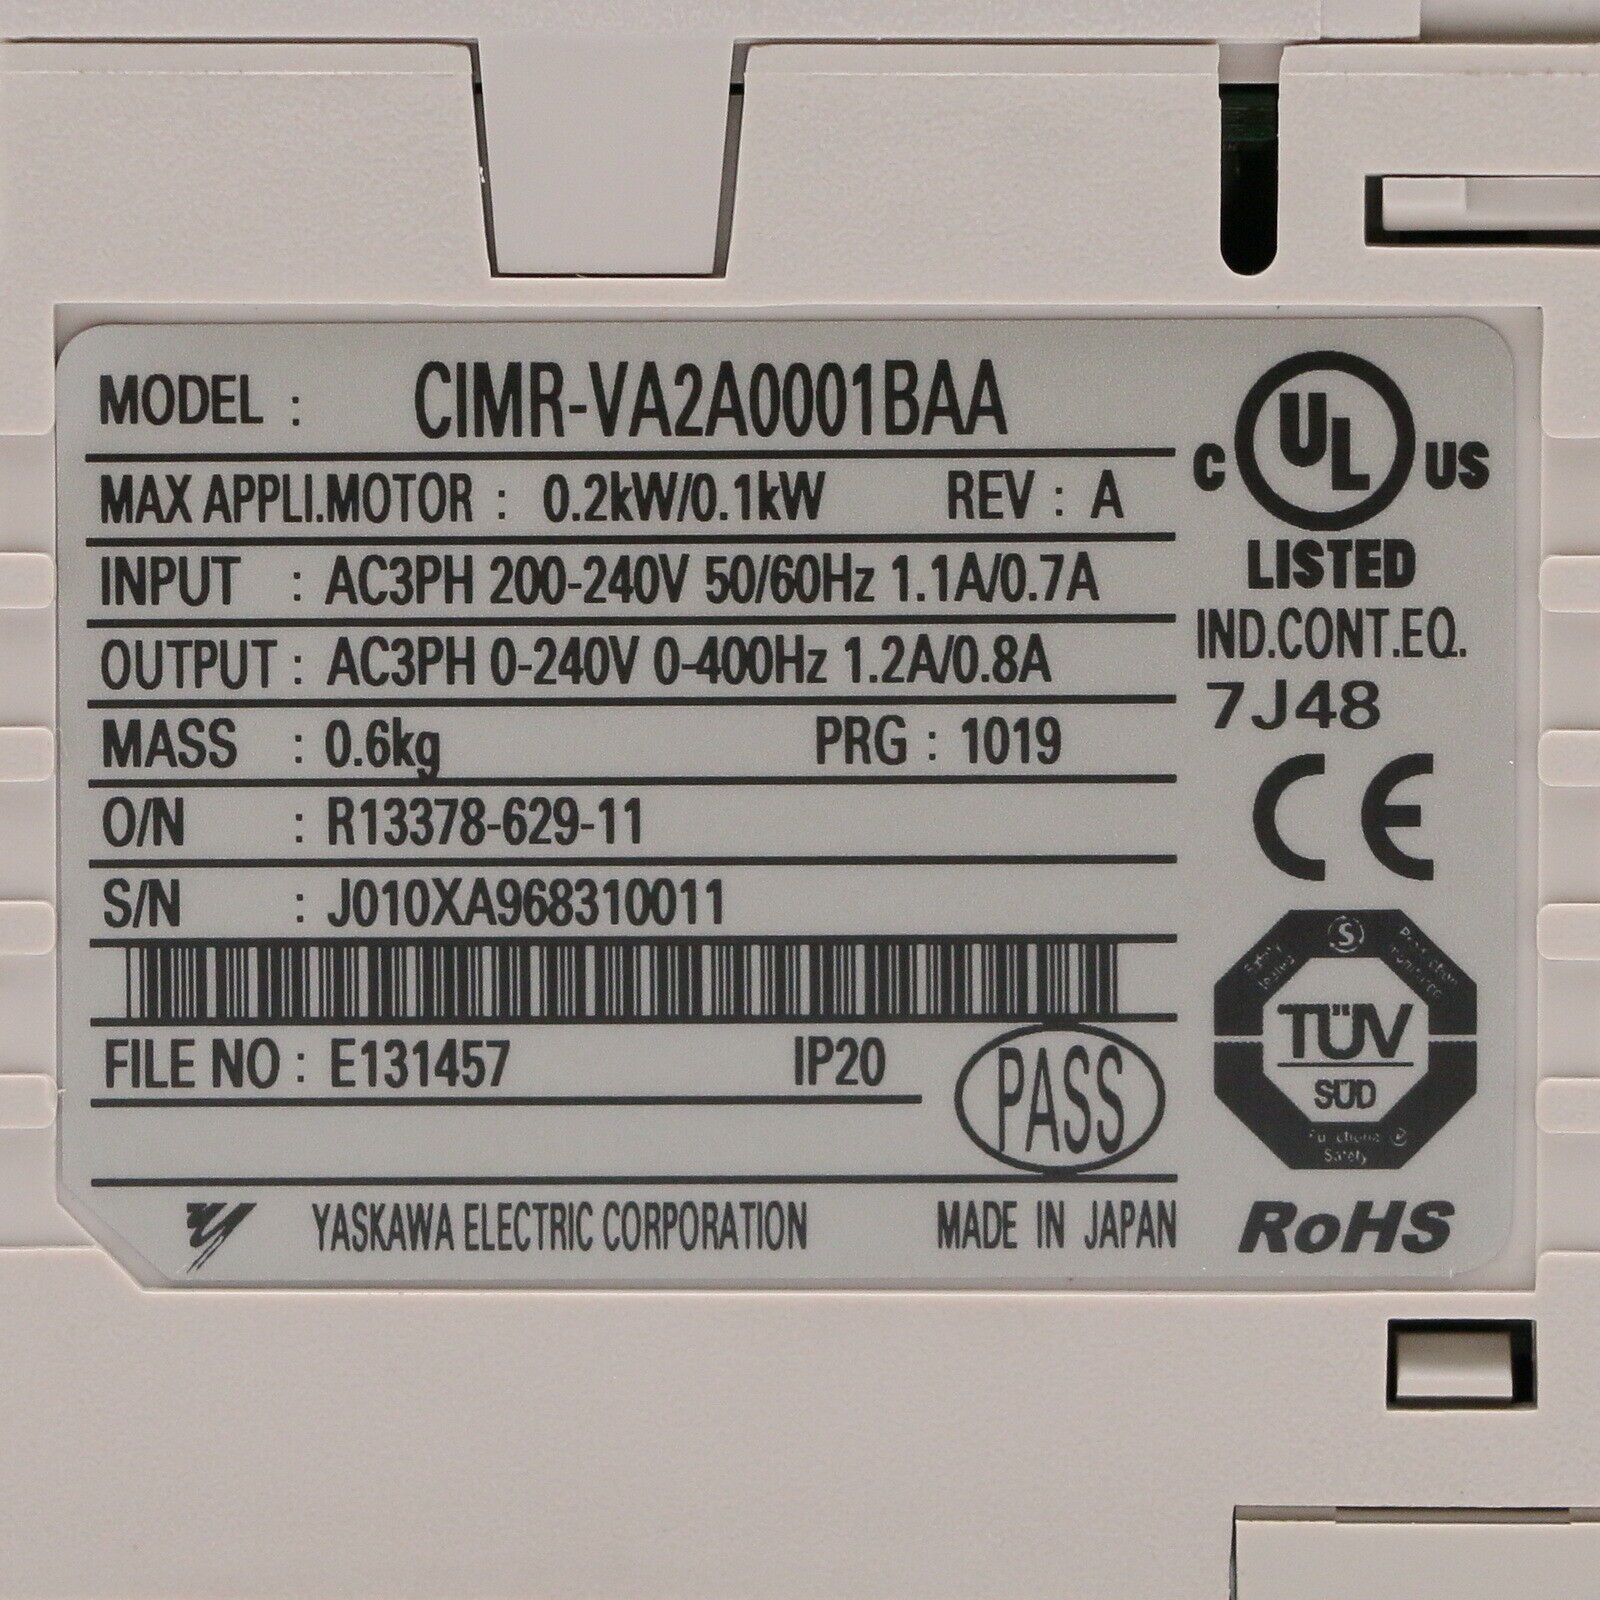 MODEL : CIMR-VA2A0001BAA
MAX APPLI.MOTOR : 0.2kW/0.1kW REV : A
INPUT : AC3PH 200-240V 50/60Hz 1.1A/0.7A
OUTPUT : AC3PH 0-240V 0-400Hz 1.2A/0.8A
MASS : 0.6kg PRG : 1019
O/N : R13378-629-11
S/N : J010XA968310011
FILE NO : E131457 IP20
PASS
YASKAWA ELECTRIC CORPORATION MADE IN JAPAN
C UL US
LISTED
IND.CONT.EQ.
7J48
CE
S
TÜV
SÜD
Safety
RoHS